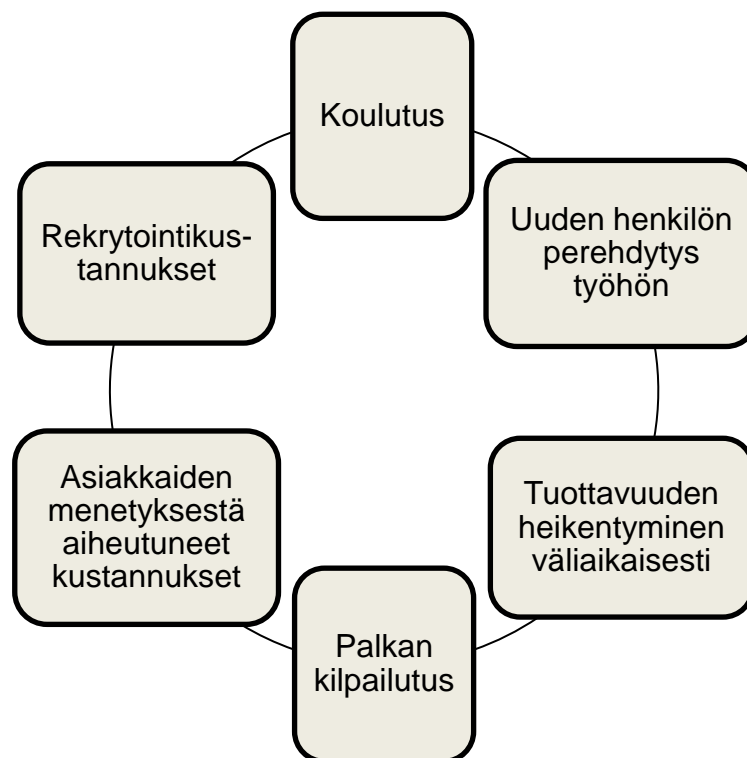 Koulutus
Uuden henkilön
perehdytys
työhön
Tuottavuuden
heikentyminen
väliaikaisesti
Palkan
kilpailutus
Asiakkaiden
menetyksestä
aiheutuneet
kustannukset
Rekrytointikus-
tannukset